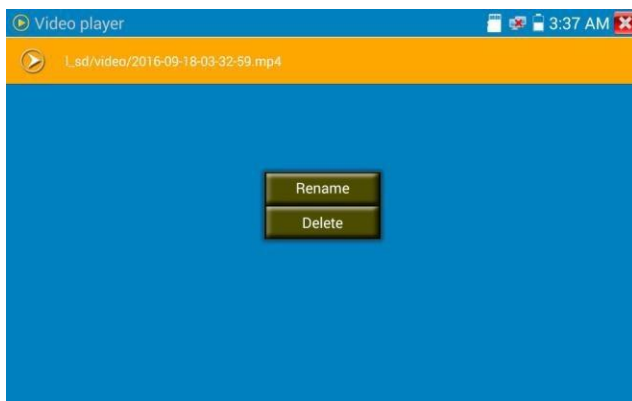 Video player
3:37 AM
l_sd/video/2016-09-18-03-32-59.mp4
Rename
Delete